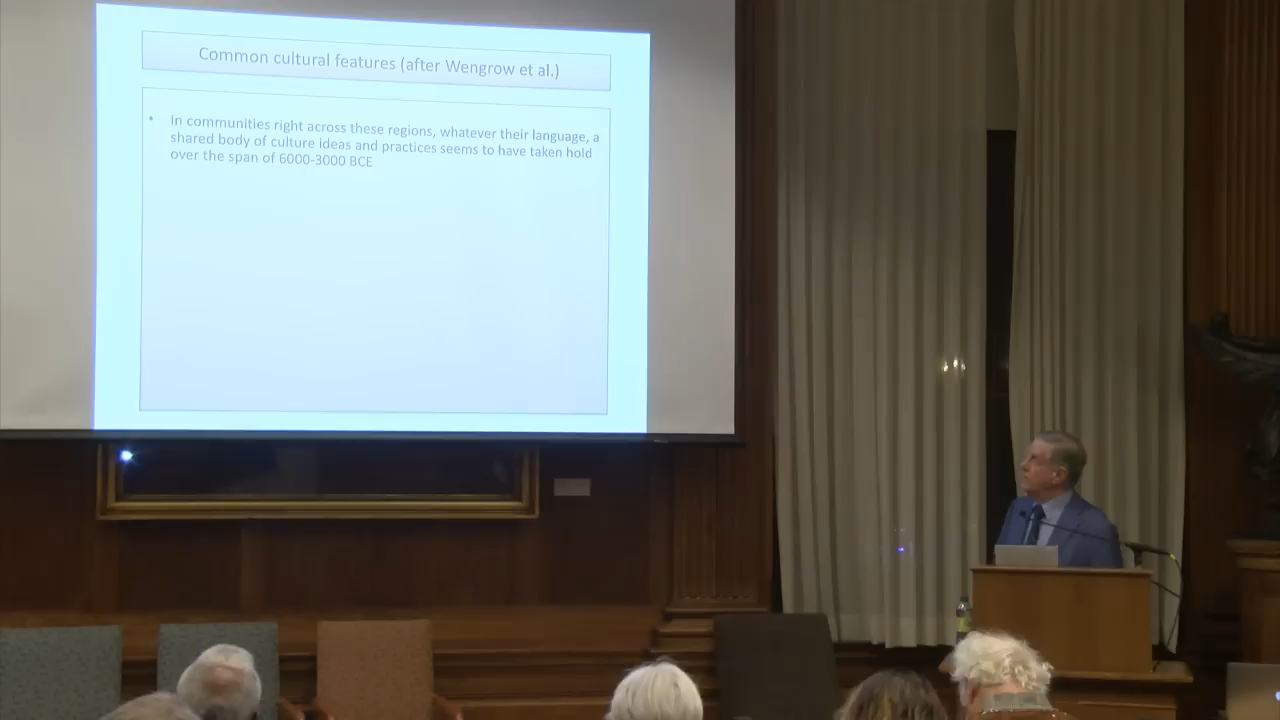 Common cultural features (after Wengrow et al.)
• In communities right across these regions, whatever their language, a
shared body of culture ideas and practices seems to have taken hold
over the span of 6000-3000 BCE